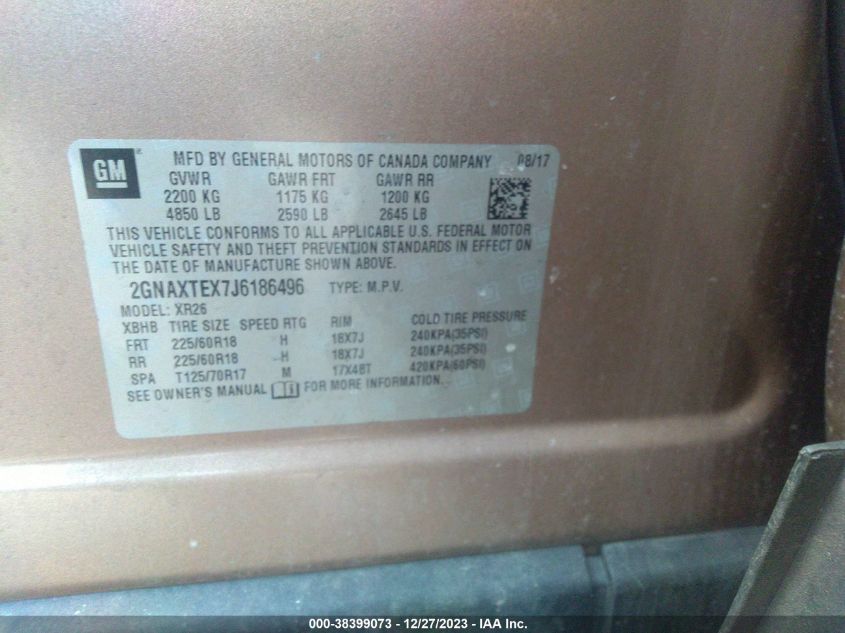 GM MFD BY GENERAL MOTORS OF CANADA COMPANY 08/17
GVWR GAWR FRT GAWR RR
2200 KG 1175 KG 1200 KG
4850 LB 2590 LB 2645 LB
THIS VEHICLE CONFORMS TO ALL APPLICABLE U.S. FEDERAL MOTOR
VEHICLE SAFETY AND THEFT PREVENTION STANDARDS IN EFFECT ON
THE DATE OF MANUFACTURE SHOWN ABOVE.
2GNAXTEX7J6186496 TYPE: M.P.V.
MODEL: XR26
XBHB TIRE SIZE SPEED RTG RIM COLD TIRE PRESSURE
FRT 225/60R18 H 18X7J 240KPA(35PSI)
RR 225/60R18 H 18X7J 240KPA(35PSI)
SPA T125/70R17 M 17X4BT 420KPA(60PSI)
SEE OWNER'S MANUAL FOR MORE INFORMATION.
000-38399073 - 12/27/2023 - IAA Inc.